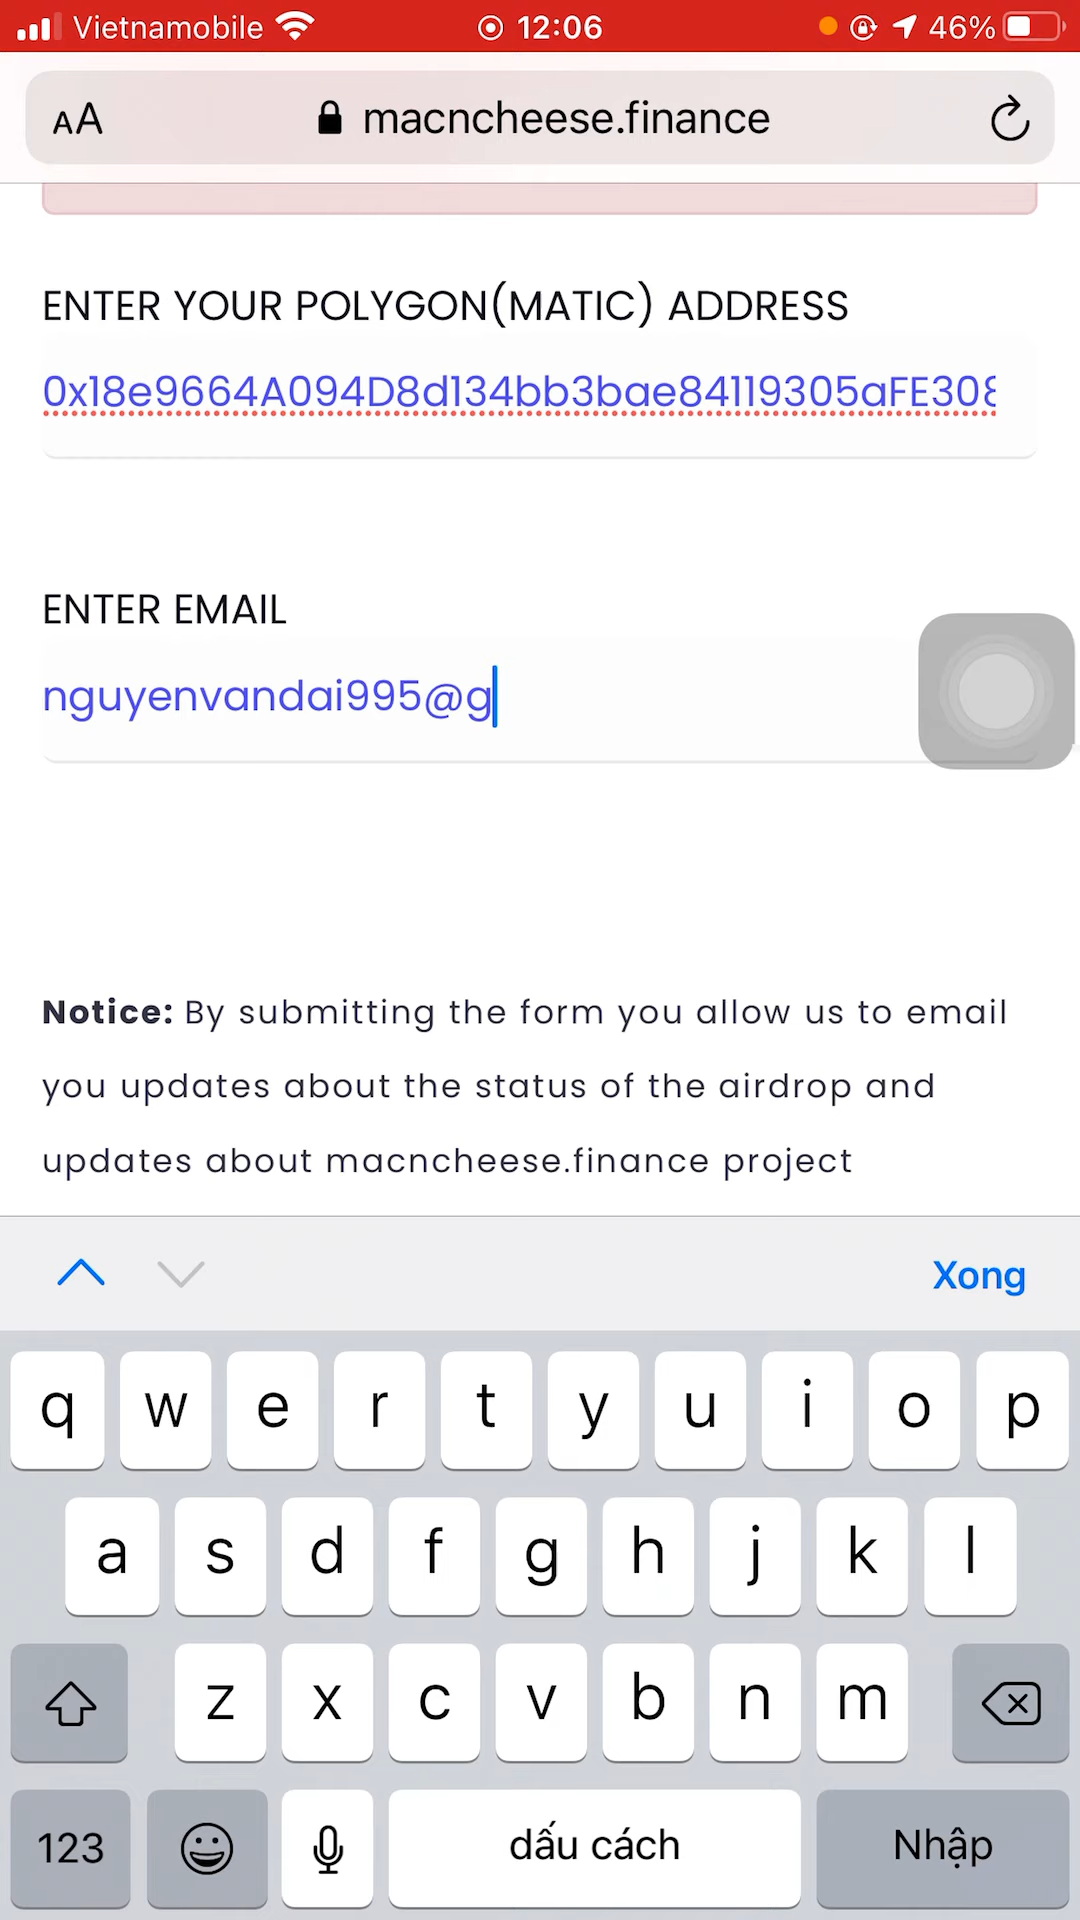 Vietnamobile 12:06 46%
AA macncheese.finance
ENTER YOUR POLYGON(MATIC) ADDRESS
0x18e9664A094D8d134bb3bae84119305aFE308
ENTER EMAIL
nguyenvandai995@g
Notice: By submitting the form you allow us to email
you updates about the status of the airdrop and
updates about macncheese.finance project
Xong
q w e r t y u i o p
a s d f g h j k l
z x c v b n m
123 dấu cách Nhập